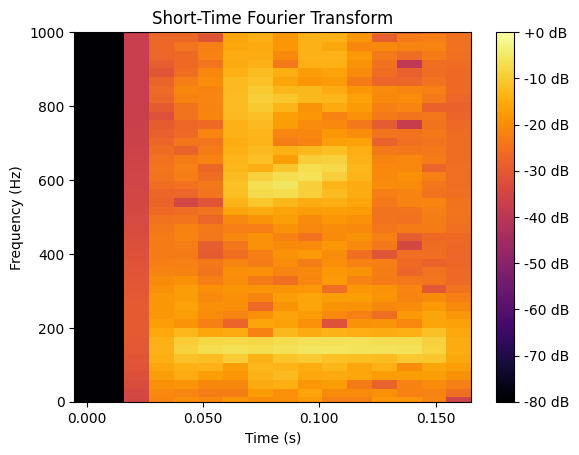 Short-Time Fourier Transform
1000
800
600
400
200
0
Frequency (Hz)
0.000
0.050
0.100
0.150
Time (s)
+0 dB
-10 dB
-20 dB
-30 dB
-40 dB
-50 dB
-60 dB
-70 dB
-80 dB